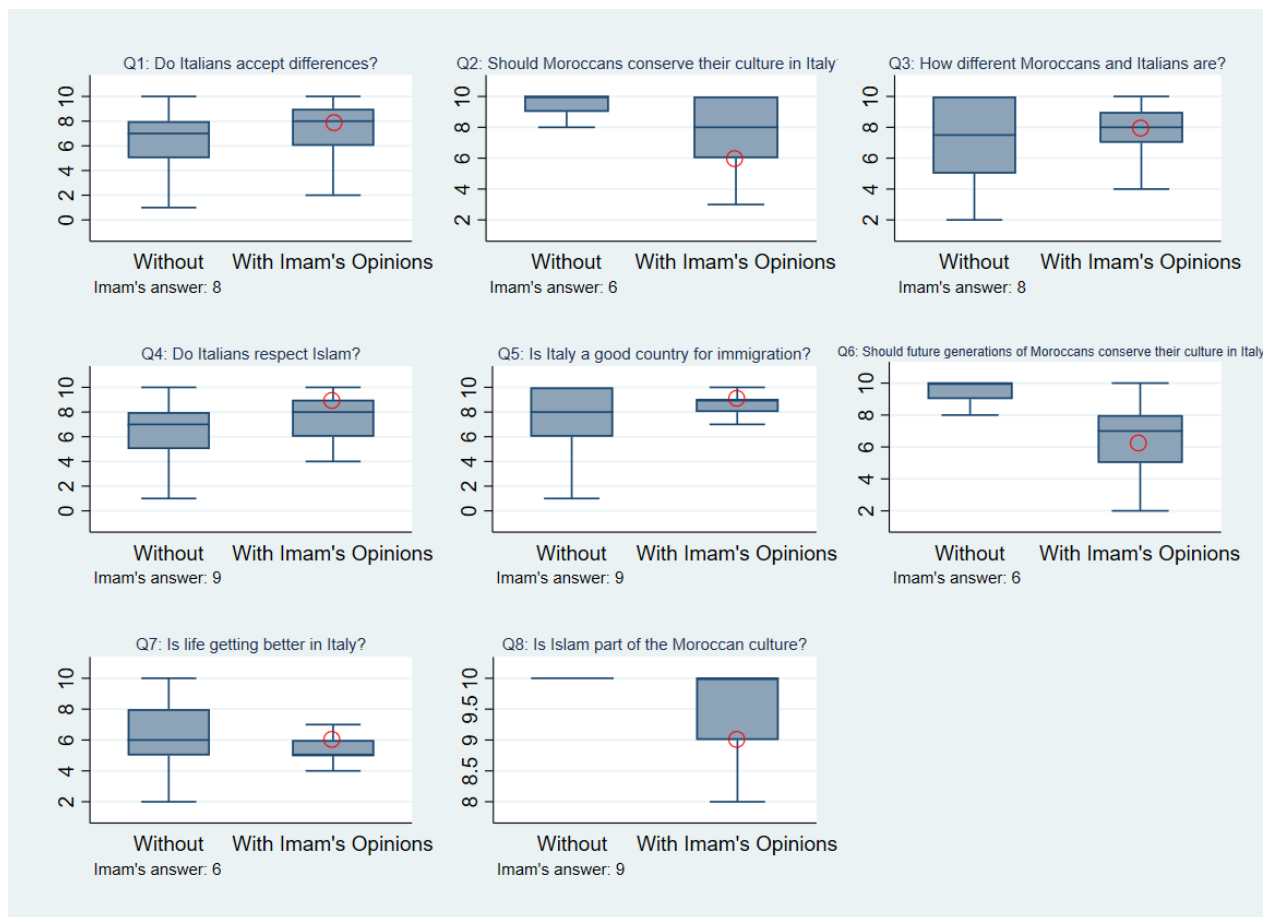 Q1: Do Italians accept differences?
10
8
6
4
2
0
Without With Imam's Opinions
Imam's answer: 8
Q2: Should Moroccans conserve their culture in Italy
10
8
6
4
2
Without With Imam's Opinions
Imam's answer: 6
Q3: How different Moroccans and Italians are?
10
8
6
4
2
Without With Imam's Opinions
Imam's answer: 8
Q4: Do Italians respect Islam?
10
8
6
4
2
0
Without With Imam's Opinions
Imam's answer: 9
Q5: Is Italy a good country for immigration?
10
8
6
4
2
0
Without With Imam's Opinions
Imam's answer: 9
Q6: Should future generations of Moroccans conserve their culture in Italy
10
8
6
4
2
Without With Imam's Opinions
Imam's answer: 6
Q7: Is life getting better in Italy?
10
8
6
4
2
Without With Imam's Opinions
Imam's answer: 6
Q8: Is Islam part of the Moroccan culture?
10
9.5
9
8.5
8
Without With Imam's Opinions
Imam's answer: 9